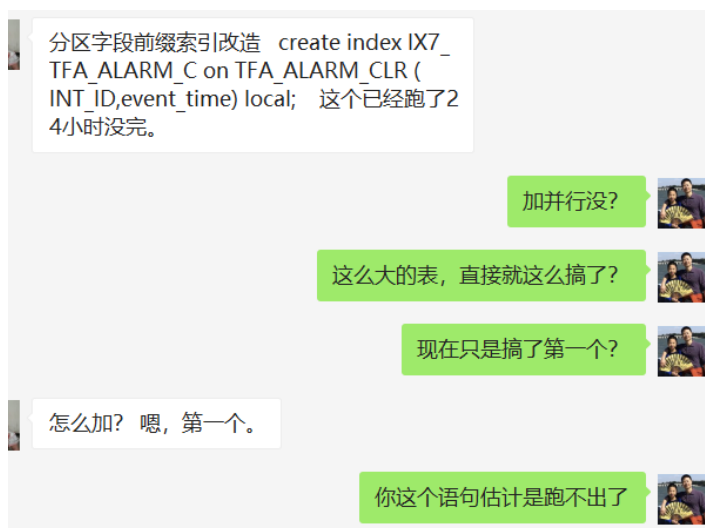 分区字段前缀索引改造 create index IX7_
TFA_ALARM_C on TFA_ALARM_CLR (
INT_ID,event_time) local; 这个已经跑了2
4小时没完。
加并行没？
这么大的表，直接就这么搞了？
现在只是搞了第一个？
怎么加？ 嗯，第一个。
你这个语句估计是跑不出了